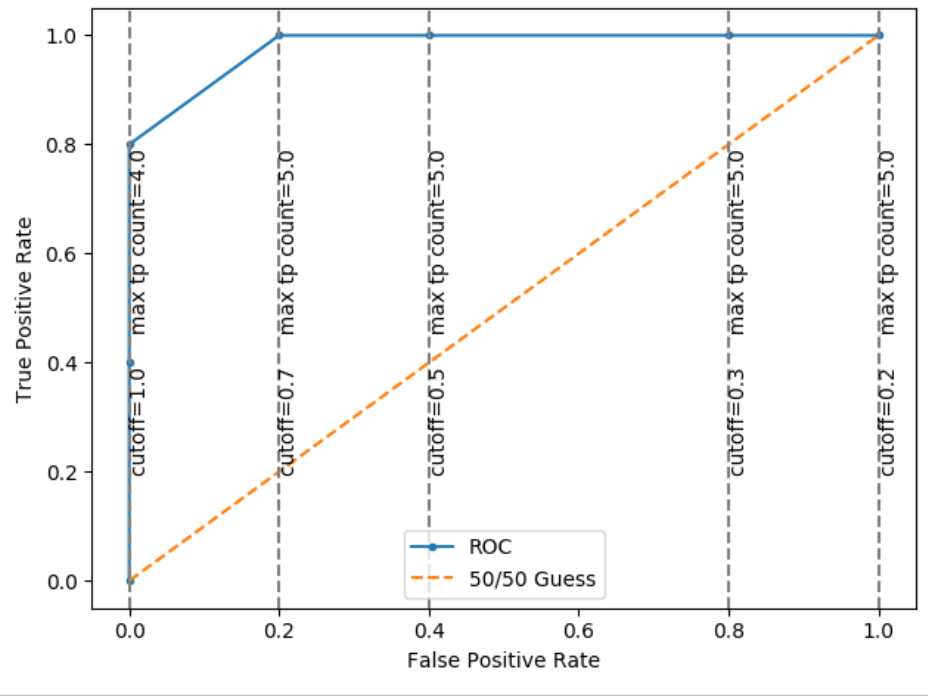 1.0
0.8
0.6
0.4
0.2
0.0
True Positive Rate
cutoff=1.0 max tp count=4.0
cutoff=0.7 max tp count=5.0
cutoff=0.5 max tp count=5.0
cutoff=0.3 max tp count=5.0
cutoff=0.2 max tp count=5.0
ROC
50/50 Guess
0.0 0.2 0.4 0.6 0.8 1.0
False Positive Rate